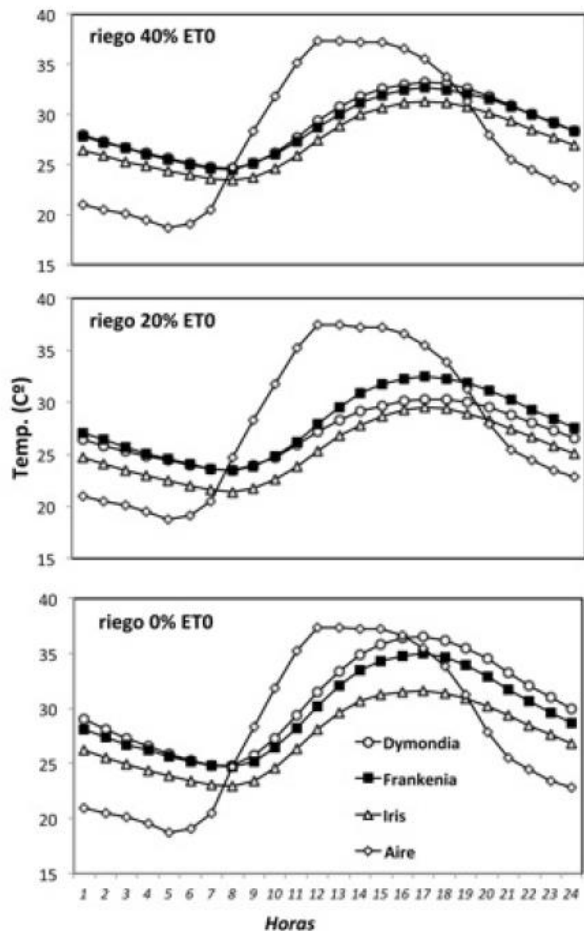 riego 40% ET0
40
35
30
25
20
15
riego 20% ET0
40
35
30
25
20
15
Temp. (Cº)
riego 0% ET0
40
35
30
25
20
15
Dymondia
Frankenia
Iris
Aire
1 2 3 4 5 6 7 8 9 10 11 12 13 14 15 16 17 18 19 20 21 22 23 24
Horas